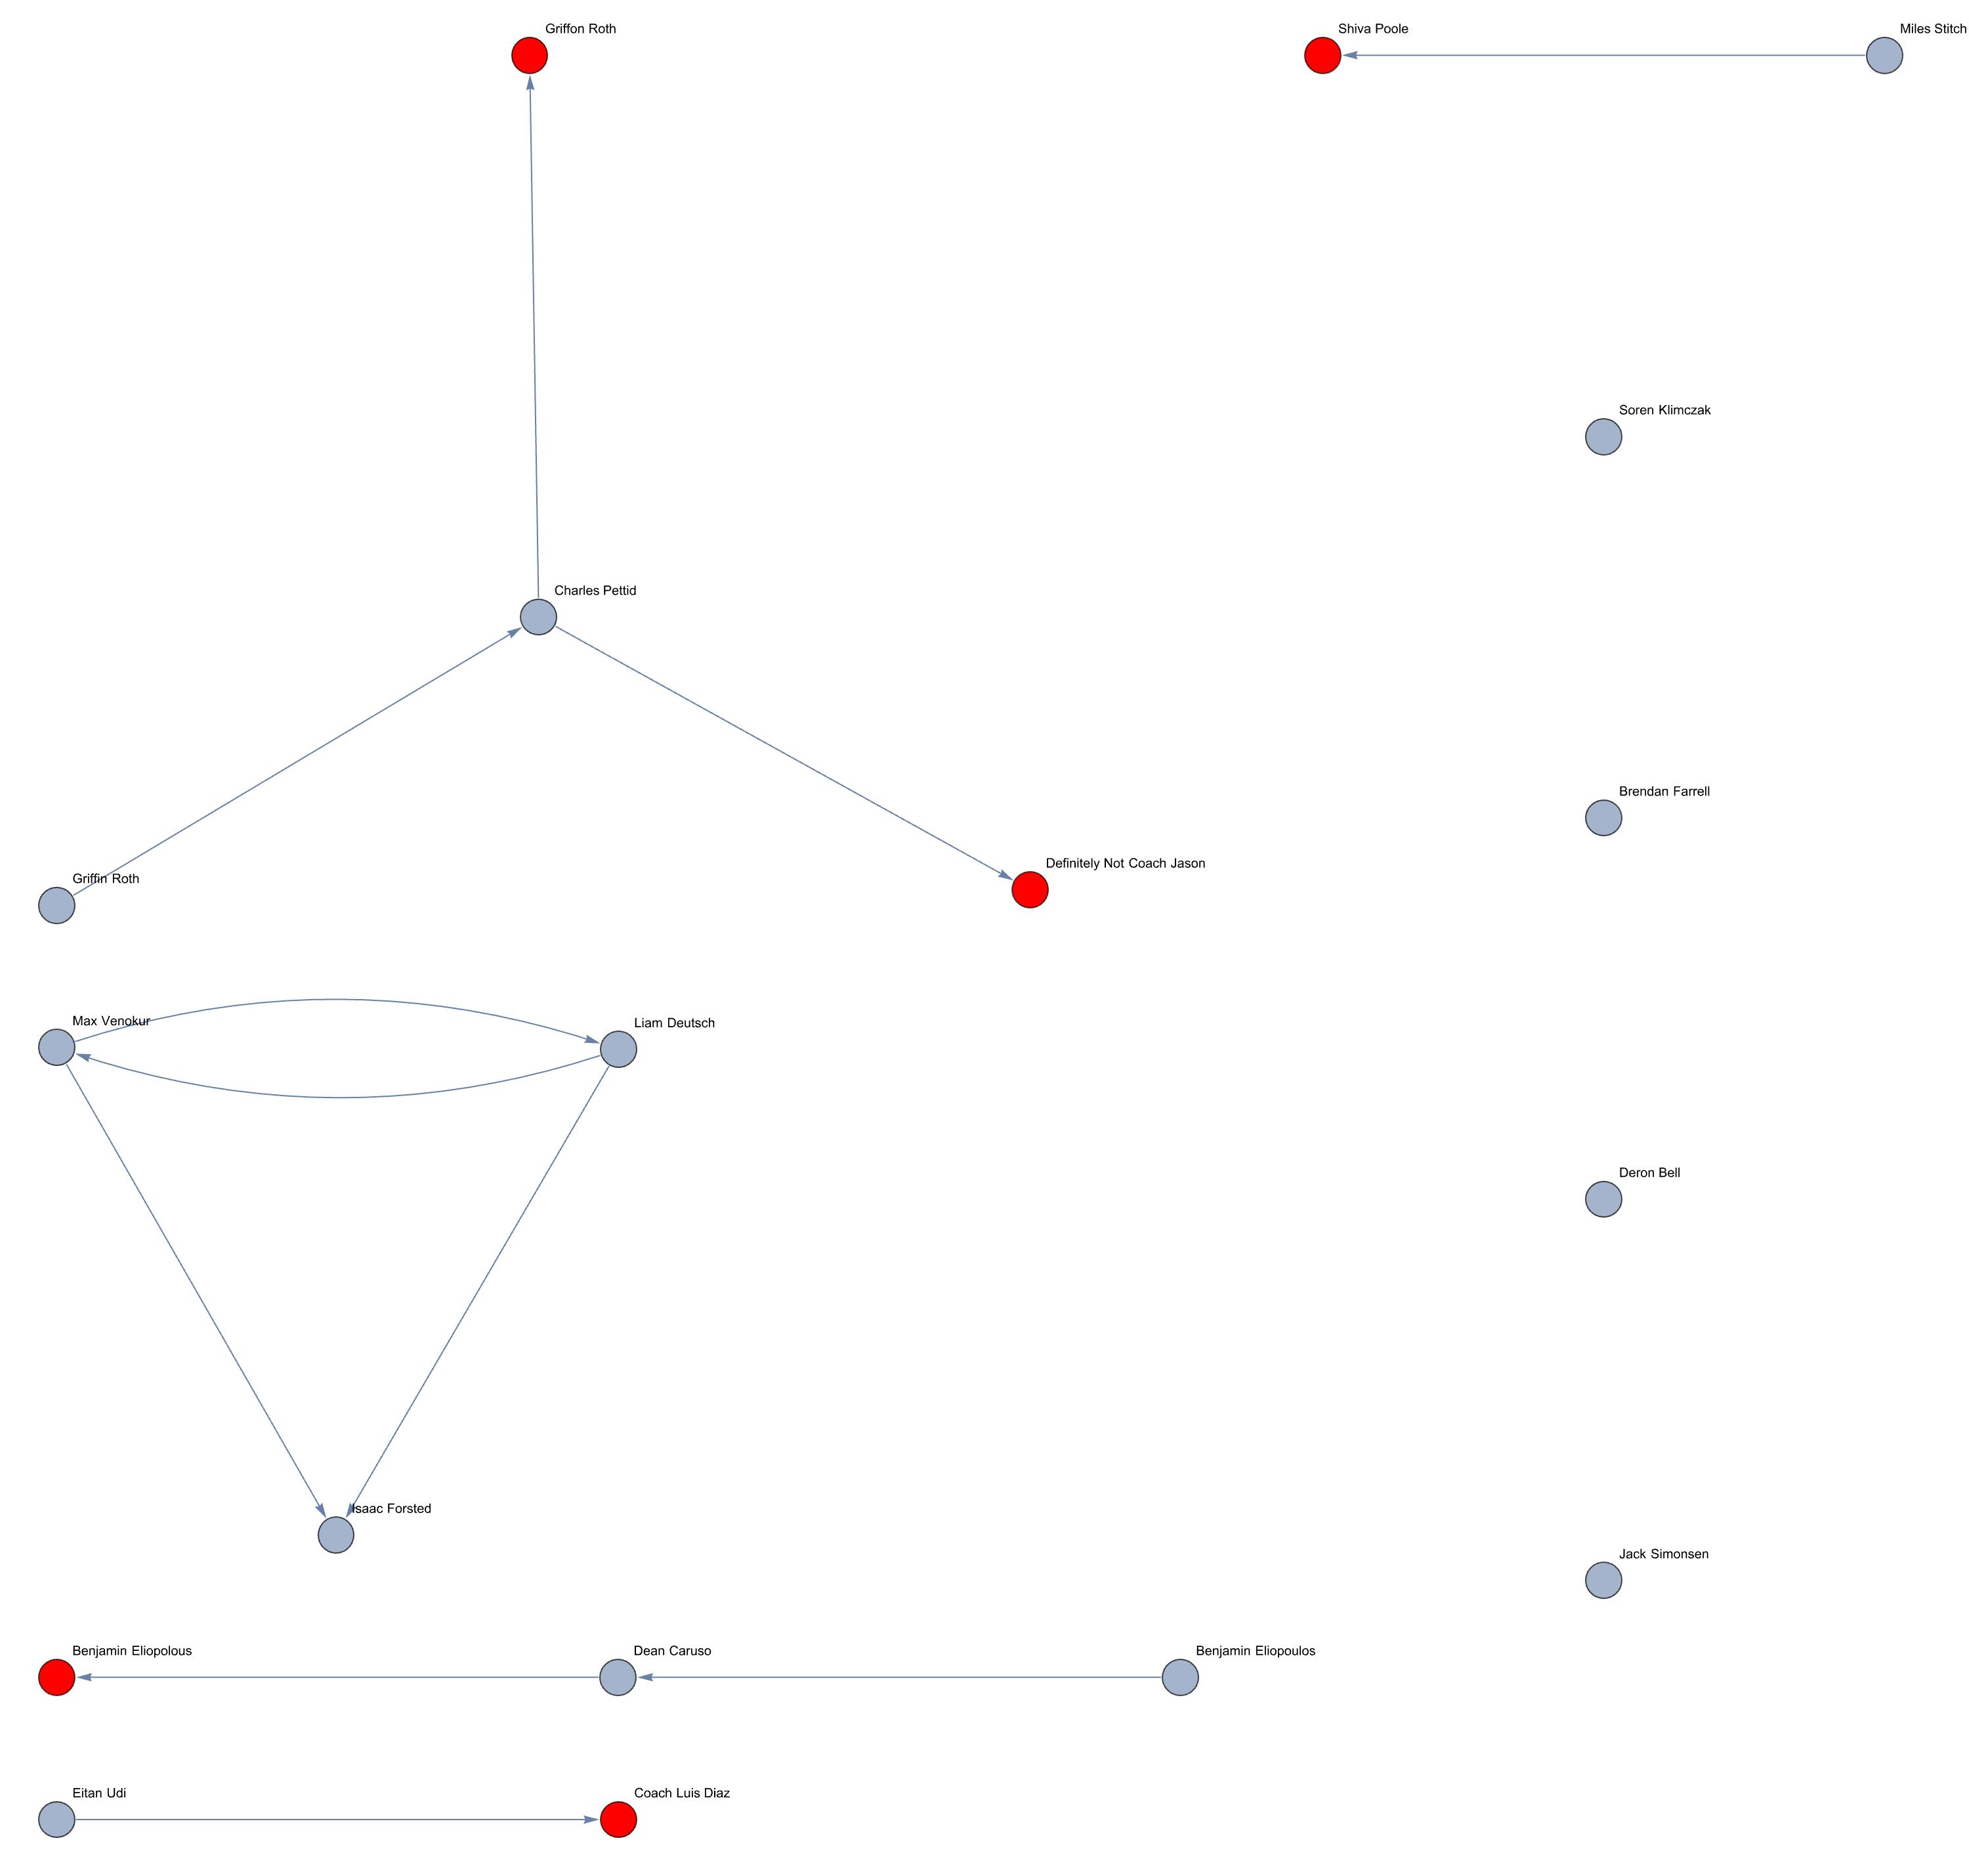 Griffon Roth
Shiva Poole
Miles Stitch
Soren Klimczak
Charles Pettid
Brendan Farrell
Definitely Not Coach Jason
Griffin Roth
Max Venokur
Liam Deutsch
Deron Bell
Isaac Forsted
Jack Simonsen
Benjamin Eliopolous
Dean Caruso
Benjamin Eliopoulos
Eitan Udi
Coach Luis Diaz